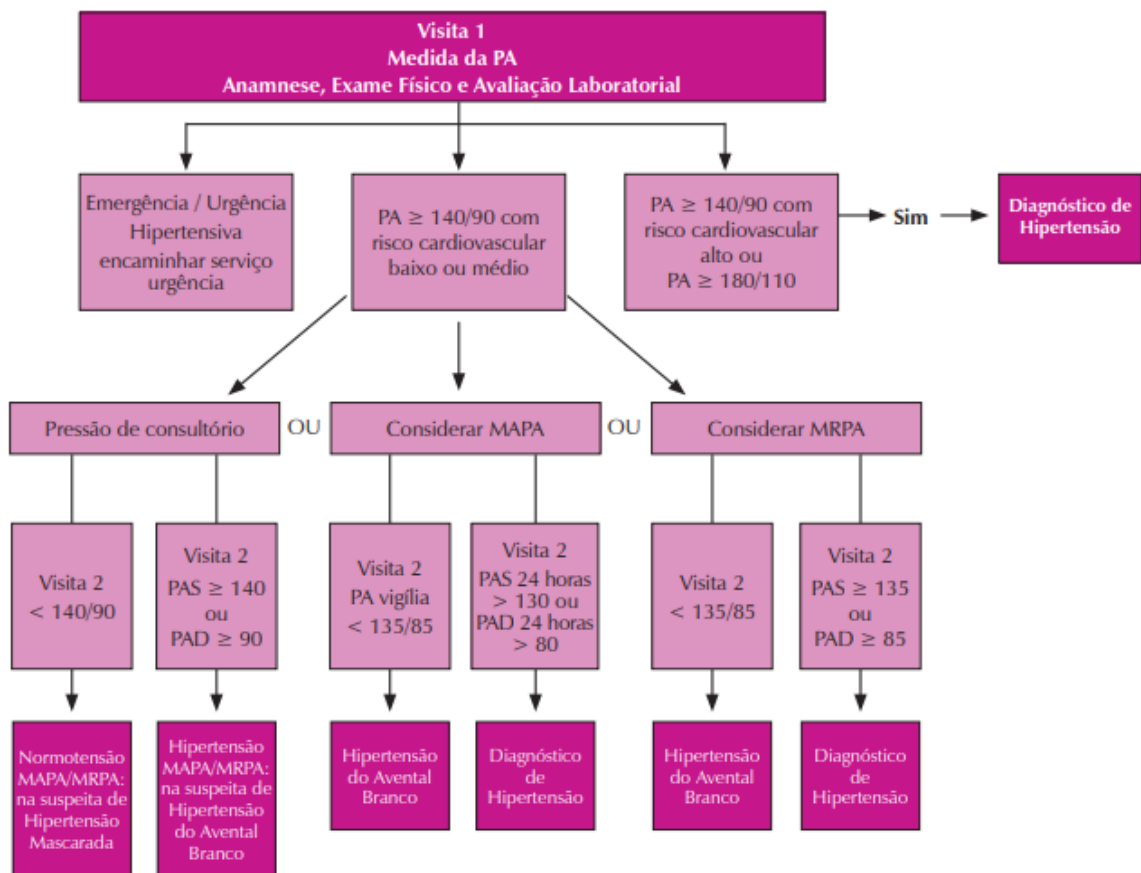 Visita 1
Medida da PA
Anamnese, Exame Físico e Avaliação Laboratorial
Emergência / Urgência
Hipertensiva
encaminhar serviço
urgência
PA ≥ 140/90 com
risco cardiovascular
baixo ou médio
PA ≥ 140/90 com
risco cardiovascular
alto ou
PA ≥ 180/110
Sim
Diagnóstico de
Hipertensão
Pressão de consultório
OU
Considerar MAPA
OU
Considerar MRPA
Visita 2
< 140/90
Visita 2
PAS ≥ 140
ou
PAD ≥ 90
Visita 2
PA vigília
< 135/85
Visita 2
PAS 24 horas
> 130 ou
PAD 24 horas
> 80
Visita 2
< 135/85
Visita 2
PAS ≥ 135
ou
PAD ≥ 85
Normotensão
MAPA/MRPA:
na suspeita de
Hipertensão
Mascarada
Hipertensão
MAPA/MRPA:
na suspeita de
Hipertensão
do Avental
Branco
Hipertensão
do Avental
Branco
Diagnóstico
de
Hipertensão
Hipertensão
do Avental
Branco
Diagnóstico
de
Hipertensão